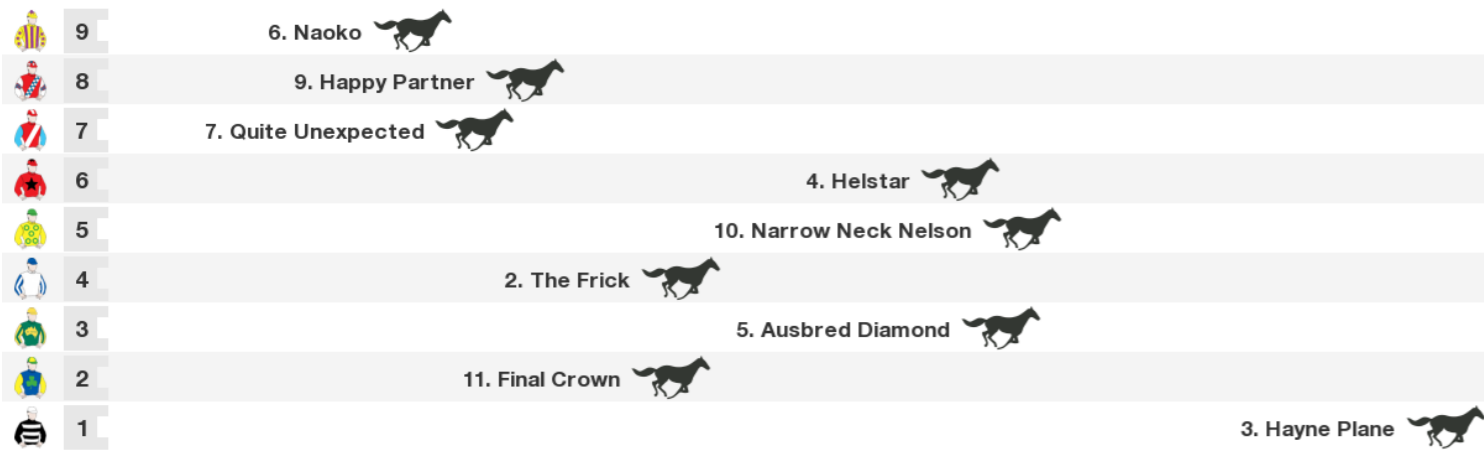 9 6. Naoko
8 9. Happy Partner
7 7. Quite Unexpected
6 4. Helstar
5 10. Narrow Neck Nelson
4 2. The Frick
3 5. Ausbred Diamond
2 11. Final Crown
1 3. Hayne Plane